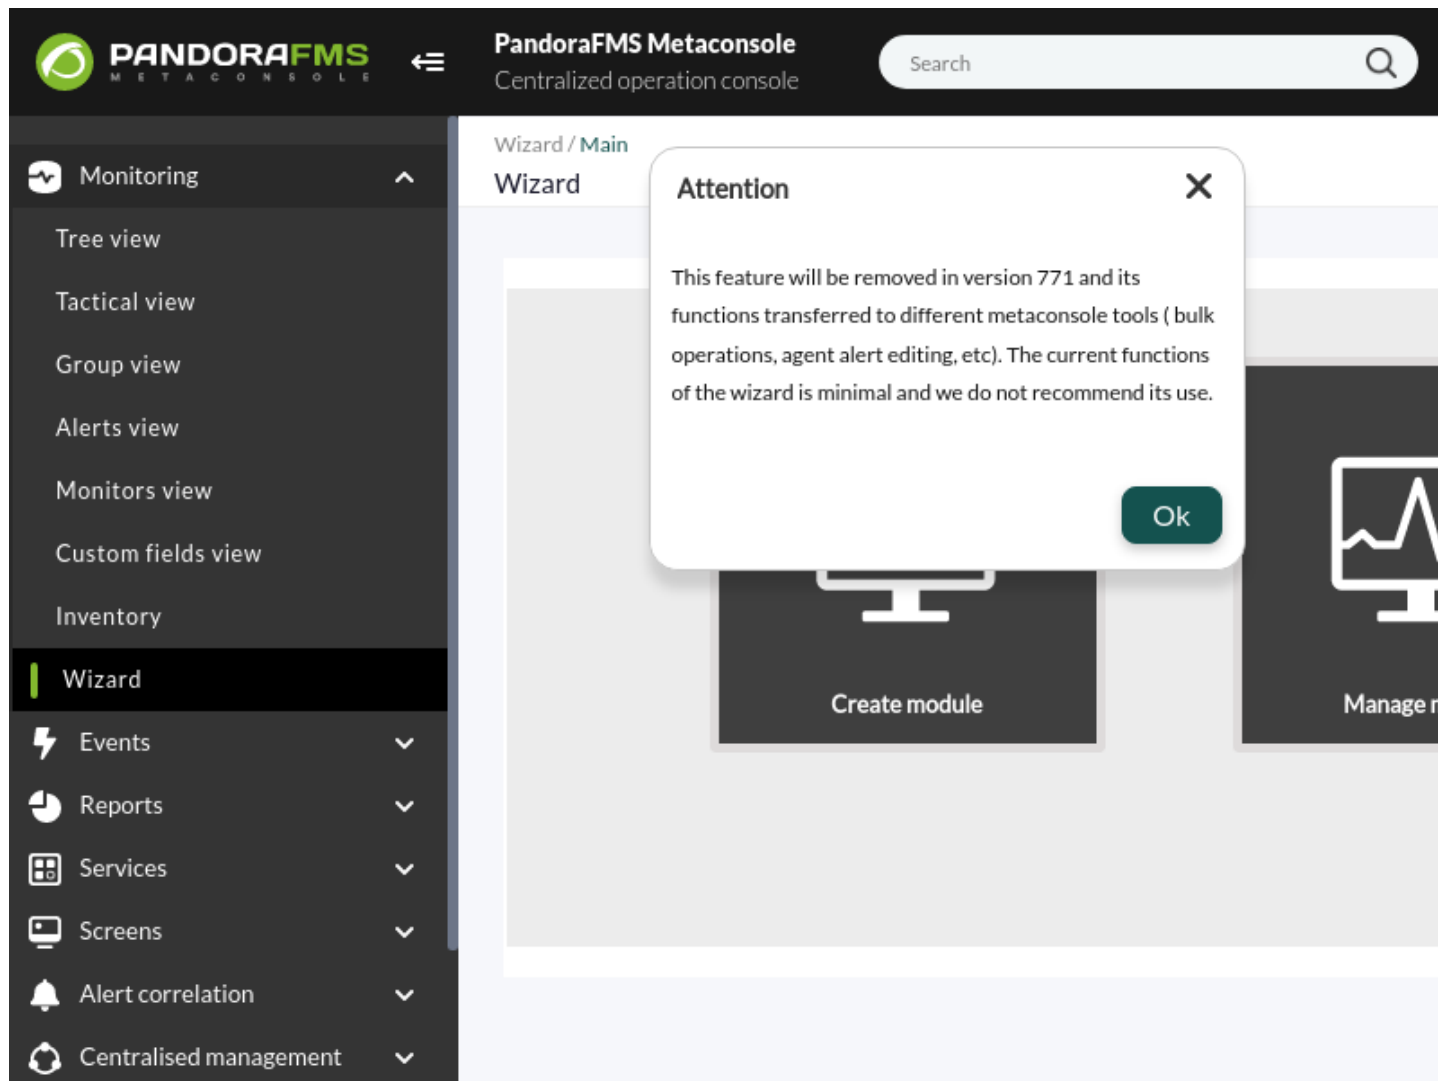 PANDORAFMS
METACONSOLE
PandoraFMS Metaconsole
Centralized operation console
Search
Monitoring
Tree view
Tactical view
Group view
Alerts view
Monitors view
Custom fields view
Inventory
Wizard
Events
Reports
Services
Screens
Alert correlation
Centralised management
Wizard / Main
Wizard
Attention
This feature will be removed in version 771 and its
functions transferred to different metaconsole tools ( bulk
operations, agent alert editing, etc). The current functions
of the wizard is minimal and we do not recommend its use.
Ok
Create module
Manage